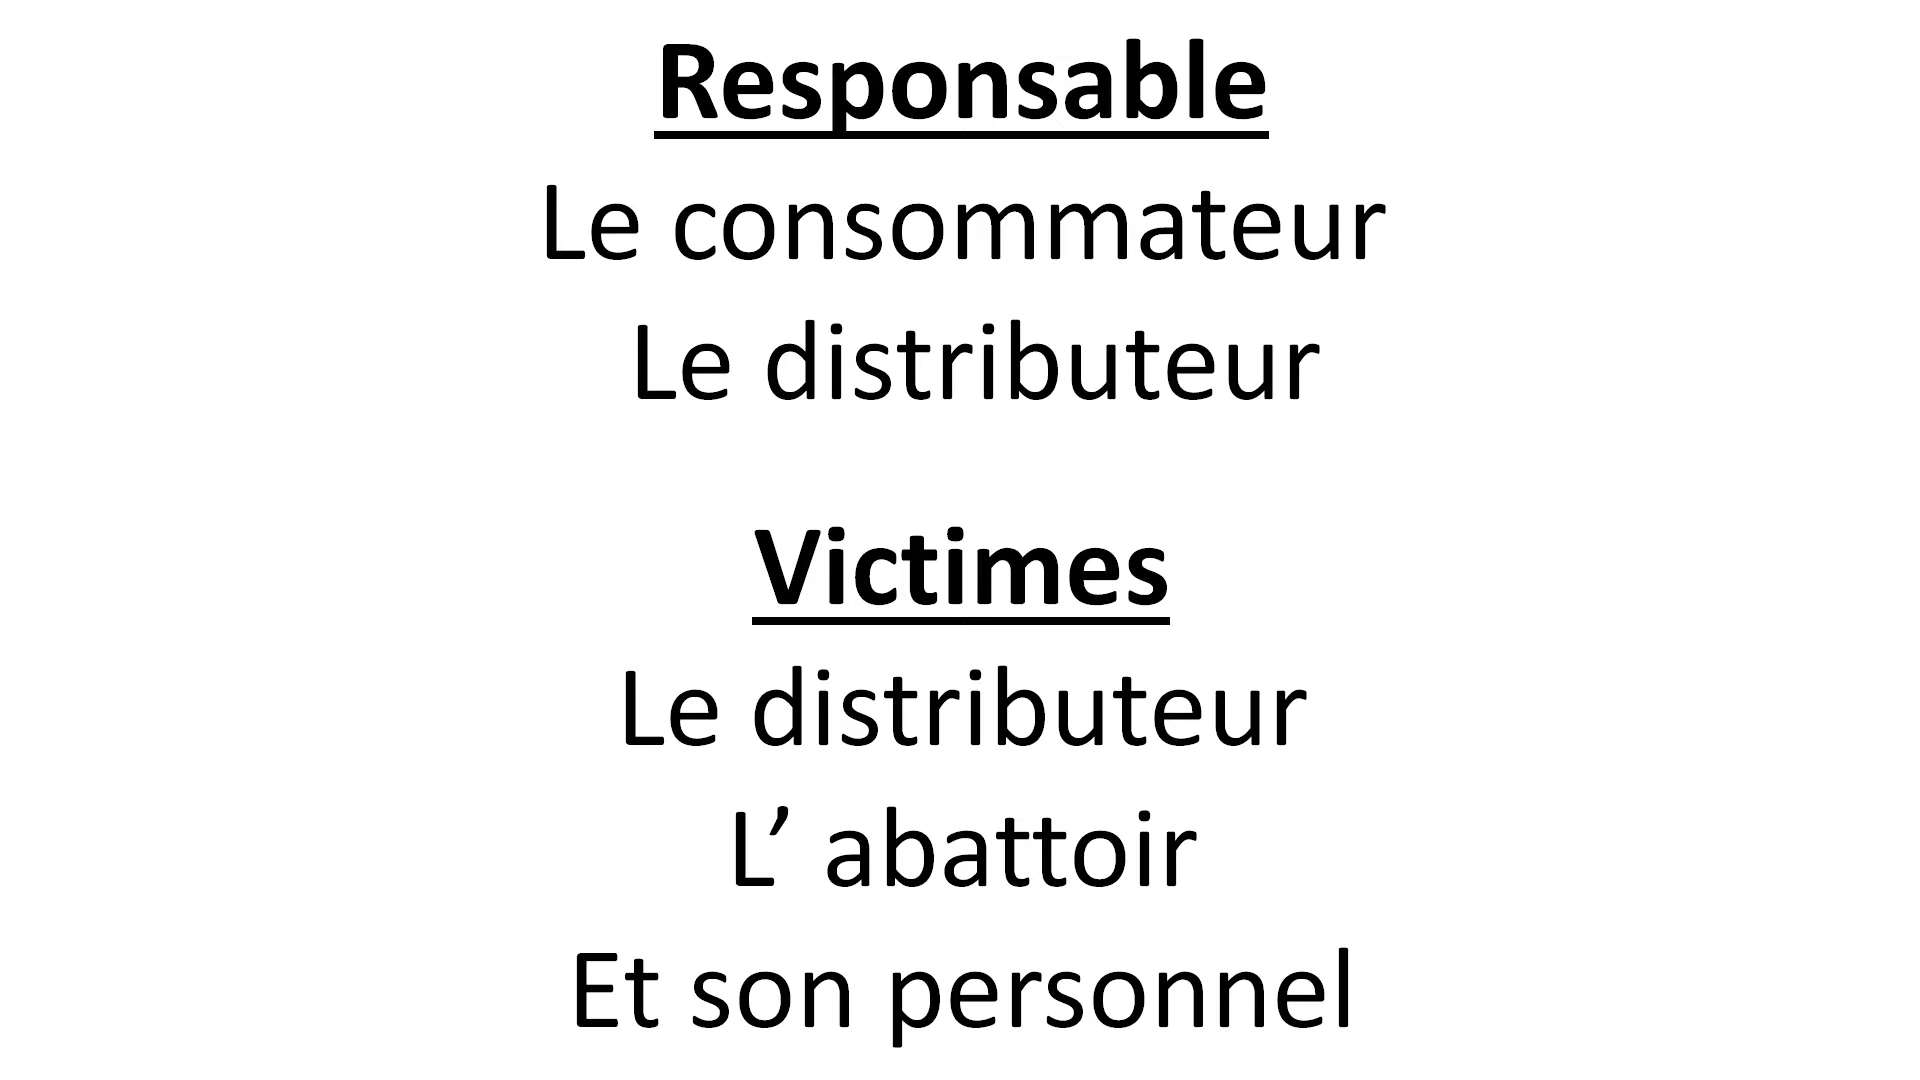 Responsable
Le consommateur
Le distributeur
Victimes
Le distributeur
L’ abattoir
Et son personnel